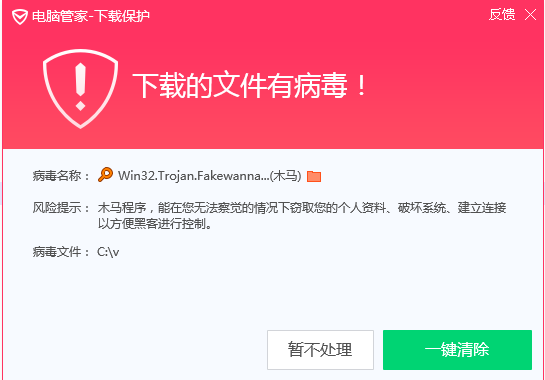 电脑管家-下载保护
反馈
下载的文件有病毒！
病毒名称： Win32.Trojan.Fakewanna...(木马)
风险提示： 木马程序，能在您无法察觉的情况下窃取您的个人资料、破坏系统、建立连接
以方便黑客进行控制。
病毒文件： C:\v
暂不处理
一键清除